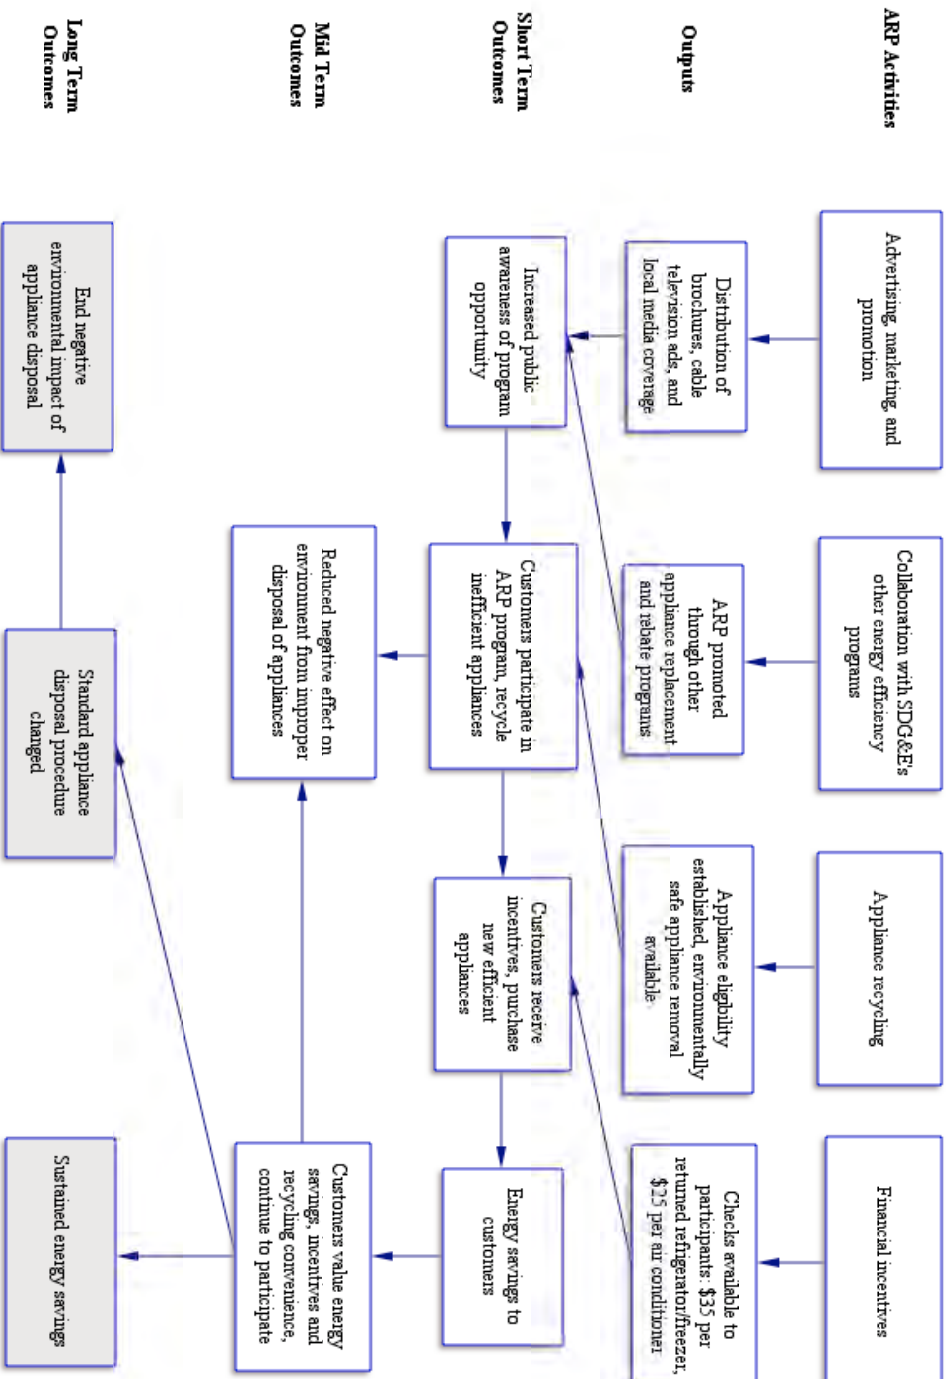 ARP Activities
Advertising, marketing, and
promotion
Collaboration with SDG&E's
other energy efficiency
programs
Appliance recycling
Financial incentives
Outputs
Distribution of
brochures, cable
television ads, and
local media coverage
ARP promoted
through other
appliance replacement
and rebate programs
Appliance eligibility
established, environmentally
safe appliance removal
available
Checks available to
participants: $35 per
returned refrigerator/freezer,
$25 per air conditioner
Short Term
Outcomes
Increased public
awareness of program
opportunity
Customers participate in
ARP program, recycle
inefficient appliances
Customers receive
incentives, purchase
new efficient
appliances
Energy savings to
customers
Mid Term
Outcomes
Reduced negative effect on
environment from improper
disposal of appliances
Customers value energy
savings, incentives and
recycling convenience,
continue to participate
Long Term
Outcomes
End negative
environmental impact of
appliance disposal
Standard appliance
disposal procedure
changed
Sustained energy savings